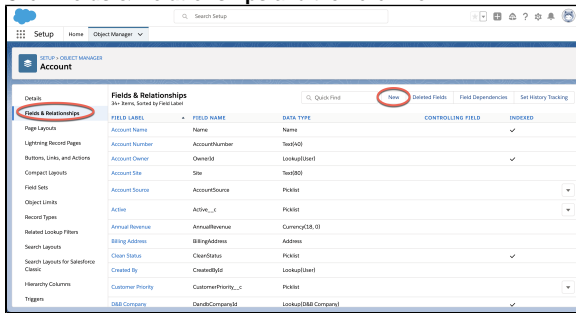 Search Setup
Setup Home Object Manager
SETUP > OBJECT MANAGER
Account
Details
Fields & Relationships
Page Layouts
Lightning Record Pages
Buttons, Links, and Actions
Compact Layouts
Field Sets
Object Limits
Record Types
Related Lookup Filters
Search Layouts
Search Layouts for Salesforce
Classic
Hierarchy Columns
Triggers
Fields & Relationships
34+ Items, Sorted by Field Label
Quick Find New Deleted Fields Field Dependencies Set History Tracking
FIELD LABEL FIELD NAME DATA TYPE CONTROLLING FIELD INDEXED
Account Name Name Name
Account Number AccountNumber Text(40)
Account Owner OwnerId Lookup(User)
Account Site Site Text(80)
Account Source AccountSource Picklist
Active Active__c Picklist
Annual Revenue AnnualRevenue Currency(18, 0)
Billing Address BillingAddress Address
Clean Status CleanStatus Picklist
Created By CreatedById Lookup(User)
Customer Priority CustomerPriority__c Picklist
D&B Company DandbCompanyId Lookup(D&B Company)